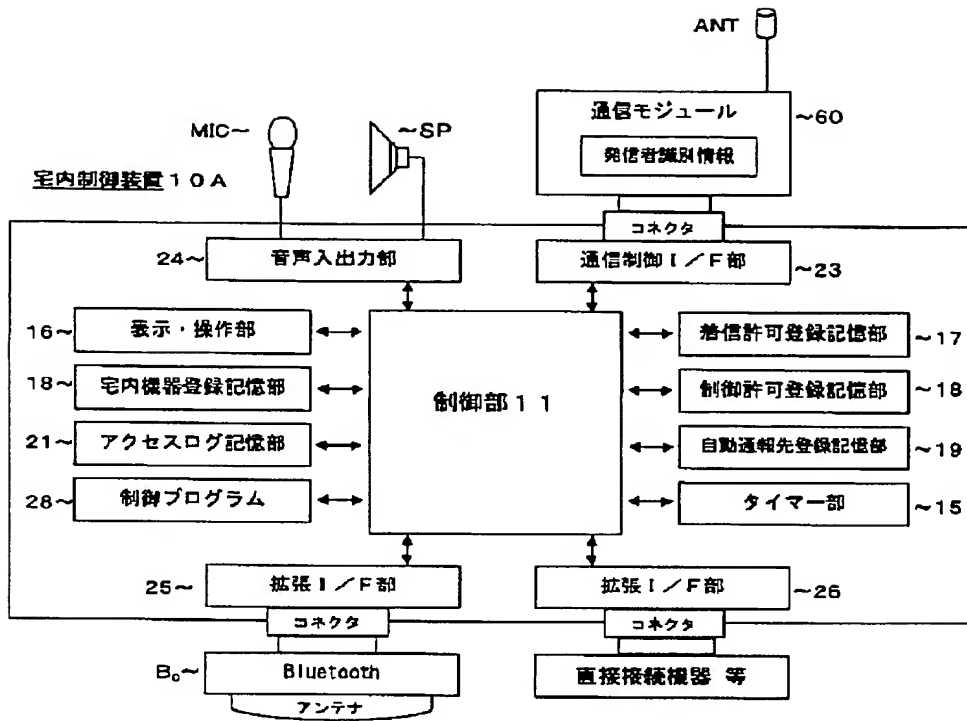 ANT
通信モジュール
~60
発信者識別情報
MIC~
~SP
宅内制御装置10A
コネクタ
24~
音声入出力部
通信制御I/F部
~23
16~
表示・操作部
着信許可登録記憶部
~17
18~
宅内機器登録記憶部
制御部11
制御許可登録記憶部
~18
21~
アクセスログ記憶部
自動通報先登録記憶部
~19
28~
制御プログラム
タイマー部
~15
25~
拡張I/F部
拡張I/F部
~26
コネクタ
コネクタ
B₀~
Bluetooth
直接接続機器 等
アンテナ